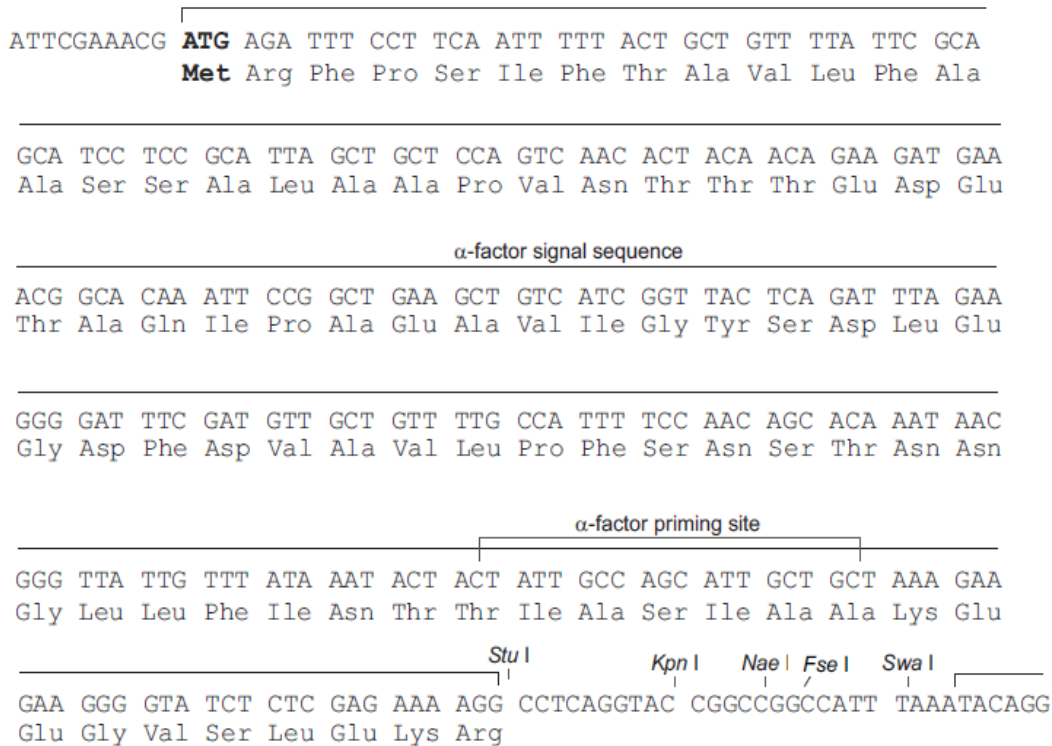 ATTCGAAACG ATG AGA TTT CCT TCA ATT TTT ACT GCT GTT TTA TTC GCA
Met Arg Phe Pro Ser Ile Phe Thr Ala Val Leu Phe Ala
GCA TCC TCC GCA TTA GCT GCT CCA GTC AAC ACT ACA ACA GAA GAT GAA
Ala Ser Ser Ala Leu Ala Ala Pro Val Asn Thr Thr Thr Glu Asp Glu
α-factor signal sequence
ACG GCA CAA ATT CCG GCT GAA GCT GTC ATC GGT TAC TCA GAT TTA GAA
Thr Ala Gln Ile Pro Ala Glu Ala Val Ile Gly Tyr Ser Asp Leu Glu
GGG GAT TTC GAT GTT GCT GTT TTG CCA TTT TCC AAC AGC ACA AAT AAC
Gly Asp Phe Asp Val Ala Val Leu Pro Phe Ser Asn Ser Thr Asn Asn
α-factor priming site
GGG TTA TTG TTT ATA AAT ACT ACT ATT GCC AGC ATT GCT GCT AAA GAA
Gly Leu Leu Phe Ile Asn Thr Thr Ile Ala Ser Ile Ala Ala Lys Glu
Stu I Kpn I Nae I Fse I Swa I
GAA GGG GTA TCT CTC GAG AAA AGG CCTCAGGTAC CGGCCGGCCATT TAAATACAGG
Glu Gly Val Ser Leu Glu Lys Arg